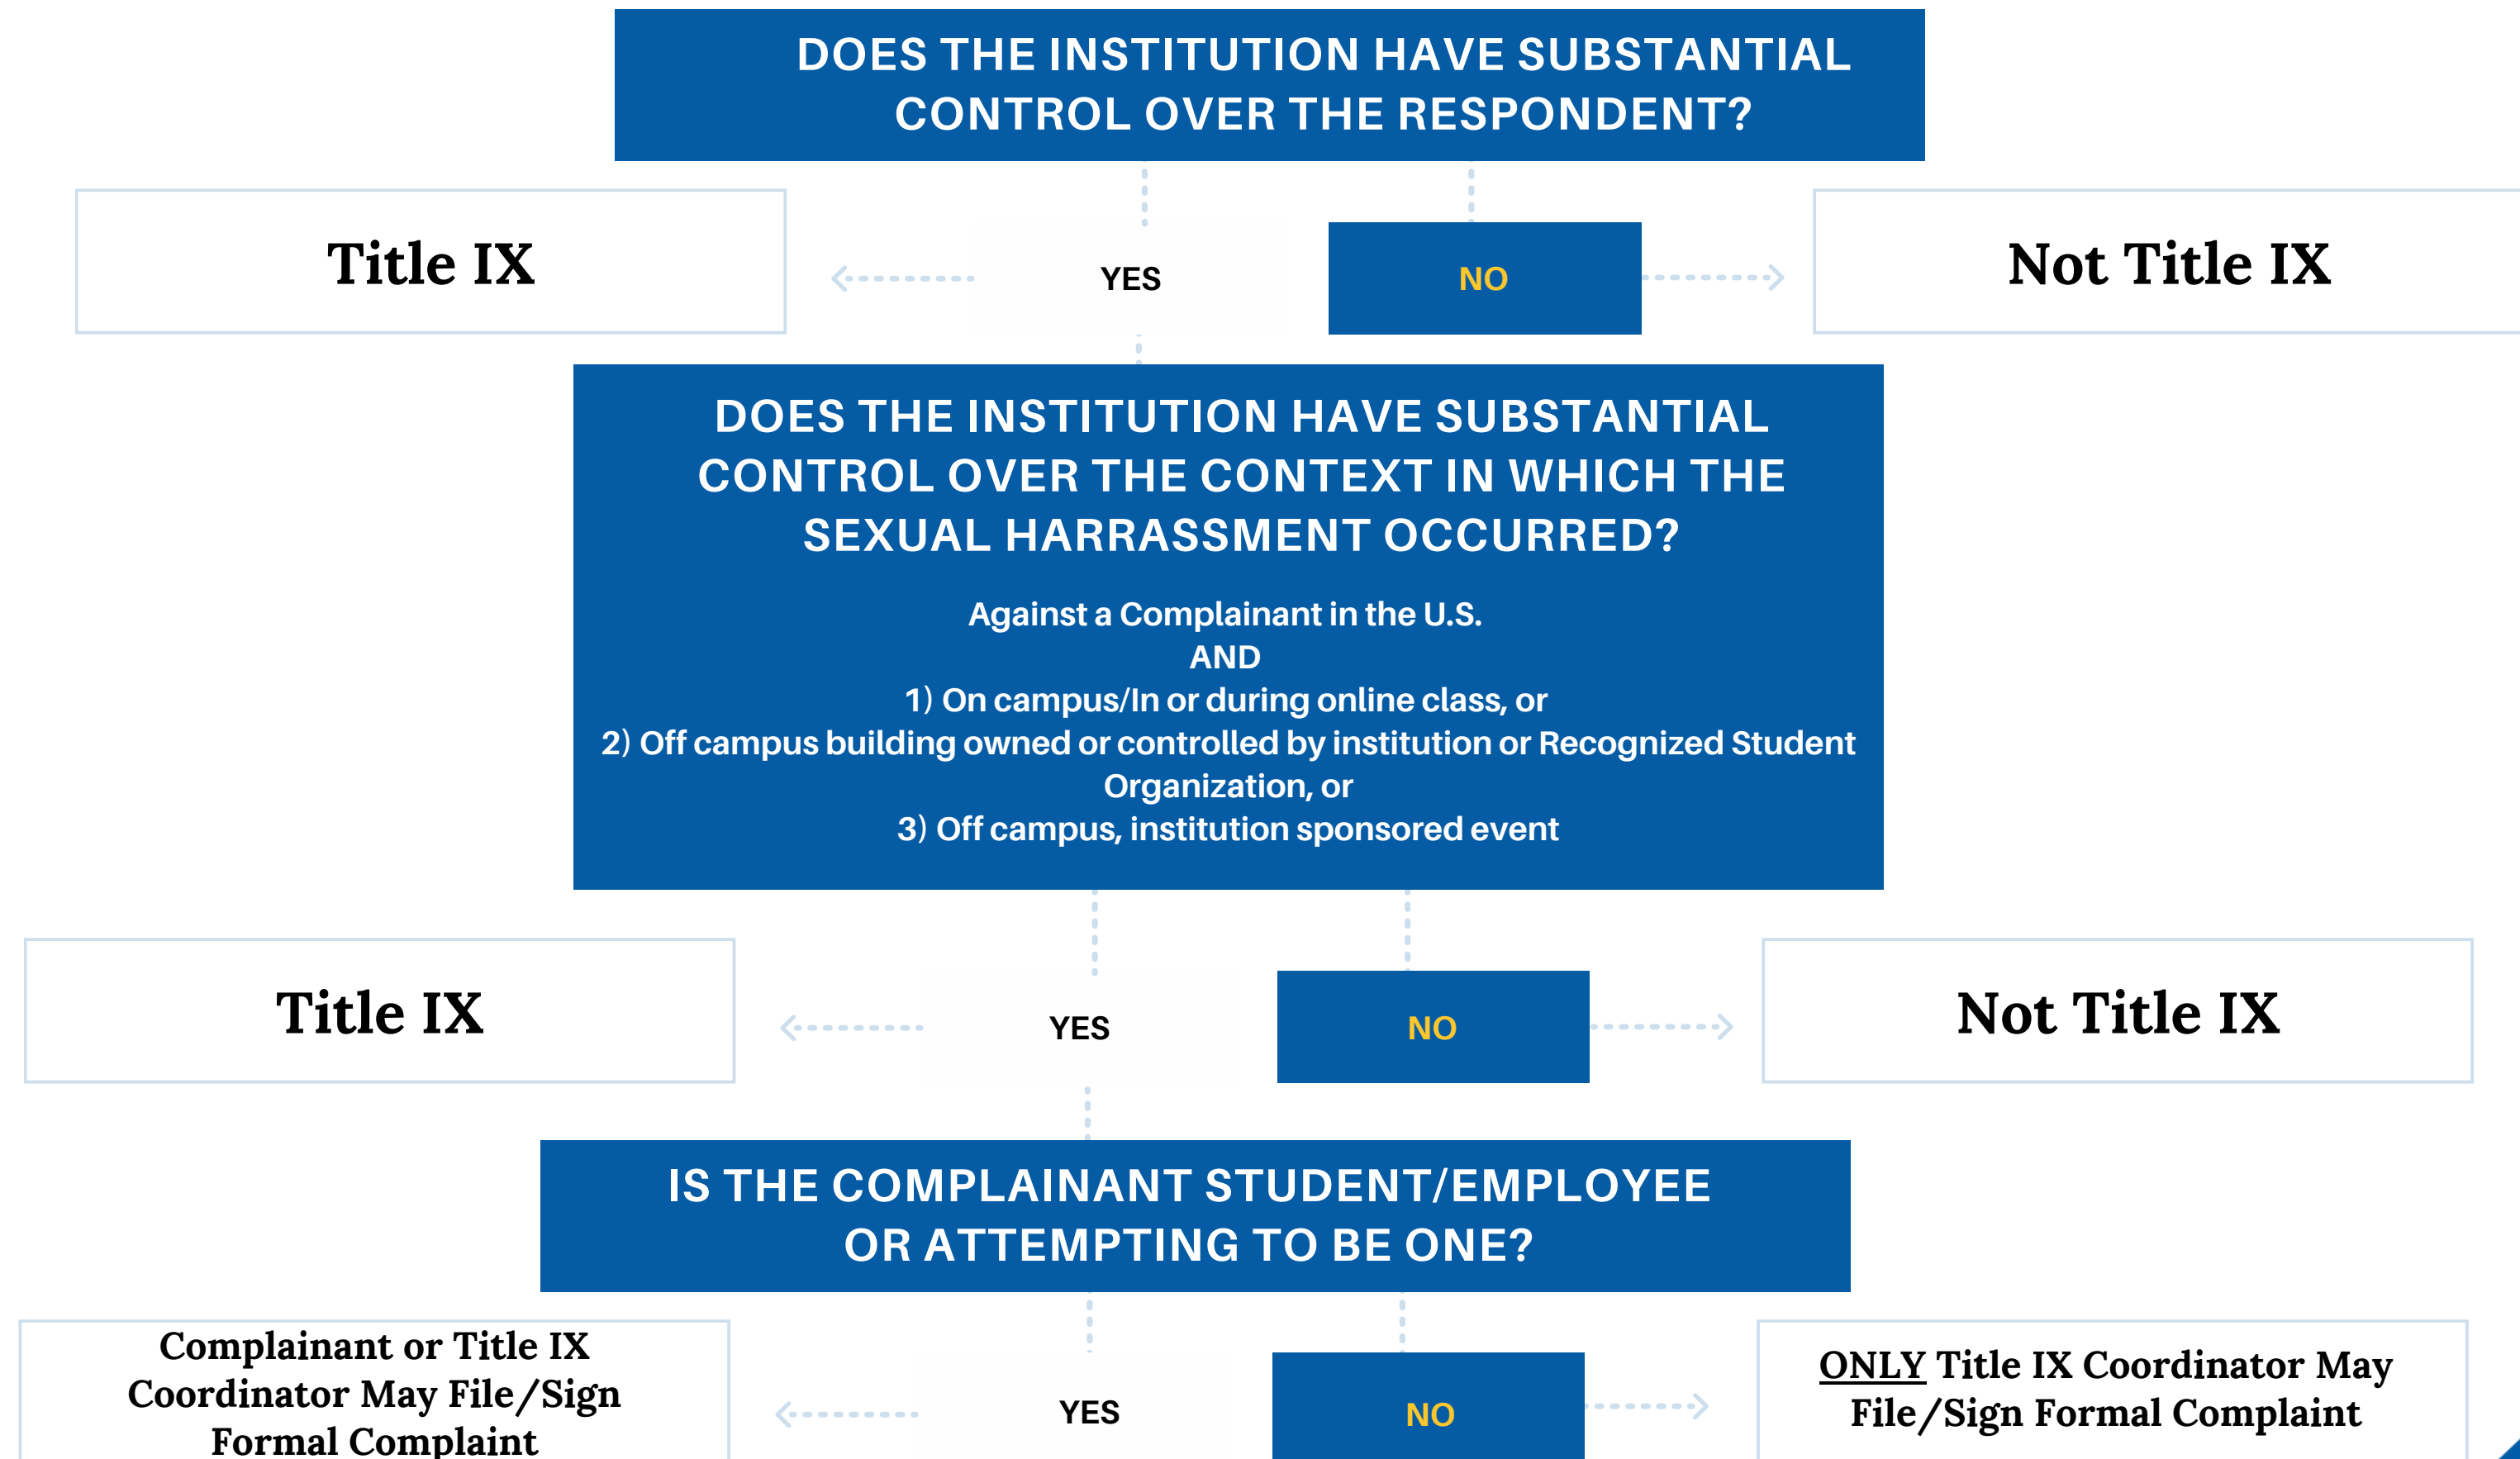 DOES THE INSTITUTION HAVE SUBSTANTIAL
CONTROL OVER THE RESPONDENT?
Title IX
YES
NO
Not Title IX
DOES THE INSTITUTION HAVE SUBSTANTIAL
CONTROL OVER THE CONTEXT IN WHICH THE
SEXUAL HARRASSMENT OCCURRED?
Against a Complainant in the U.S.
AND
1) On campus/In or during online class, or
2) Off campus building owned or controlled by institution or Recognized Student
Organization, or
3) Off campus, institution sponsored event
Title IX
YES
NO
Not Title IX
IS THE COMPLAINANT STUDENT/EMPLOYEE
OR ATTEMPTING TO BE ONE?
Complainant or Title IX
Coordinator May File/Sign
Formal Complaint
YES
NO
ONLY Title IX Coordinator May
File/Sign Formal Complaint